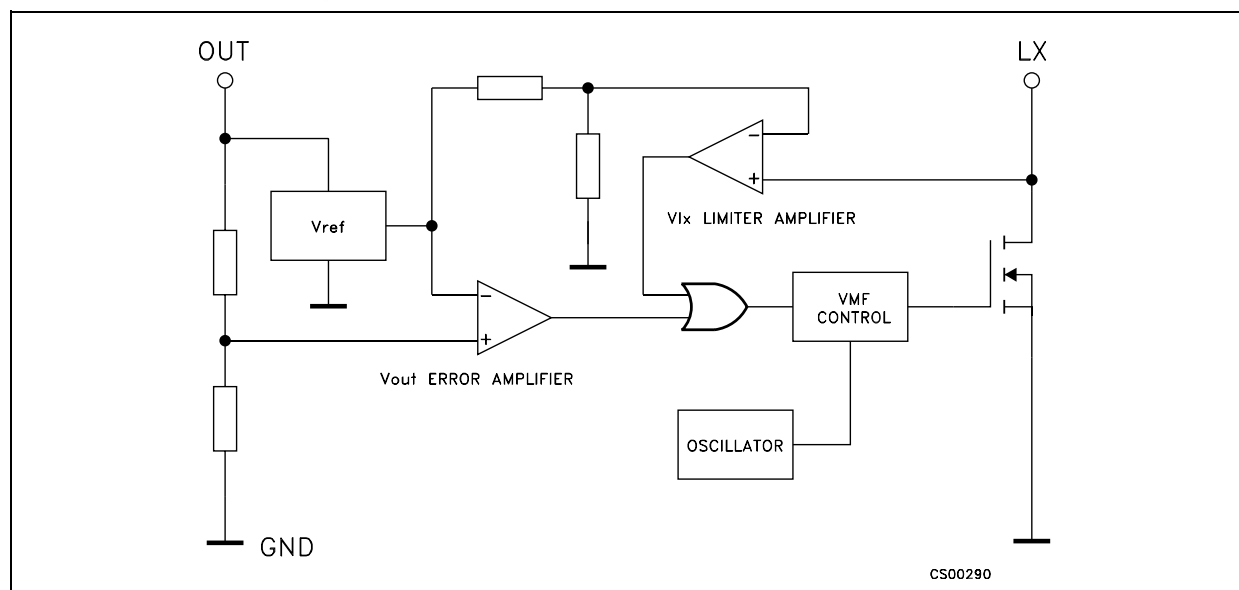 OUT
LX
−
+
Vlx LIMITER AMPLIFIER
Vref
−
+
VMF
CONTROL
Vout ERROR AMPLIFIER
OSCILLATOR
GND
CS00290